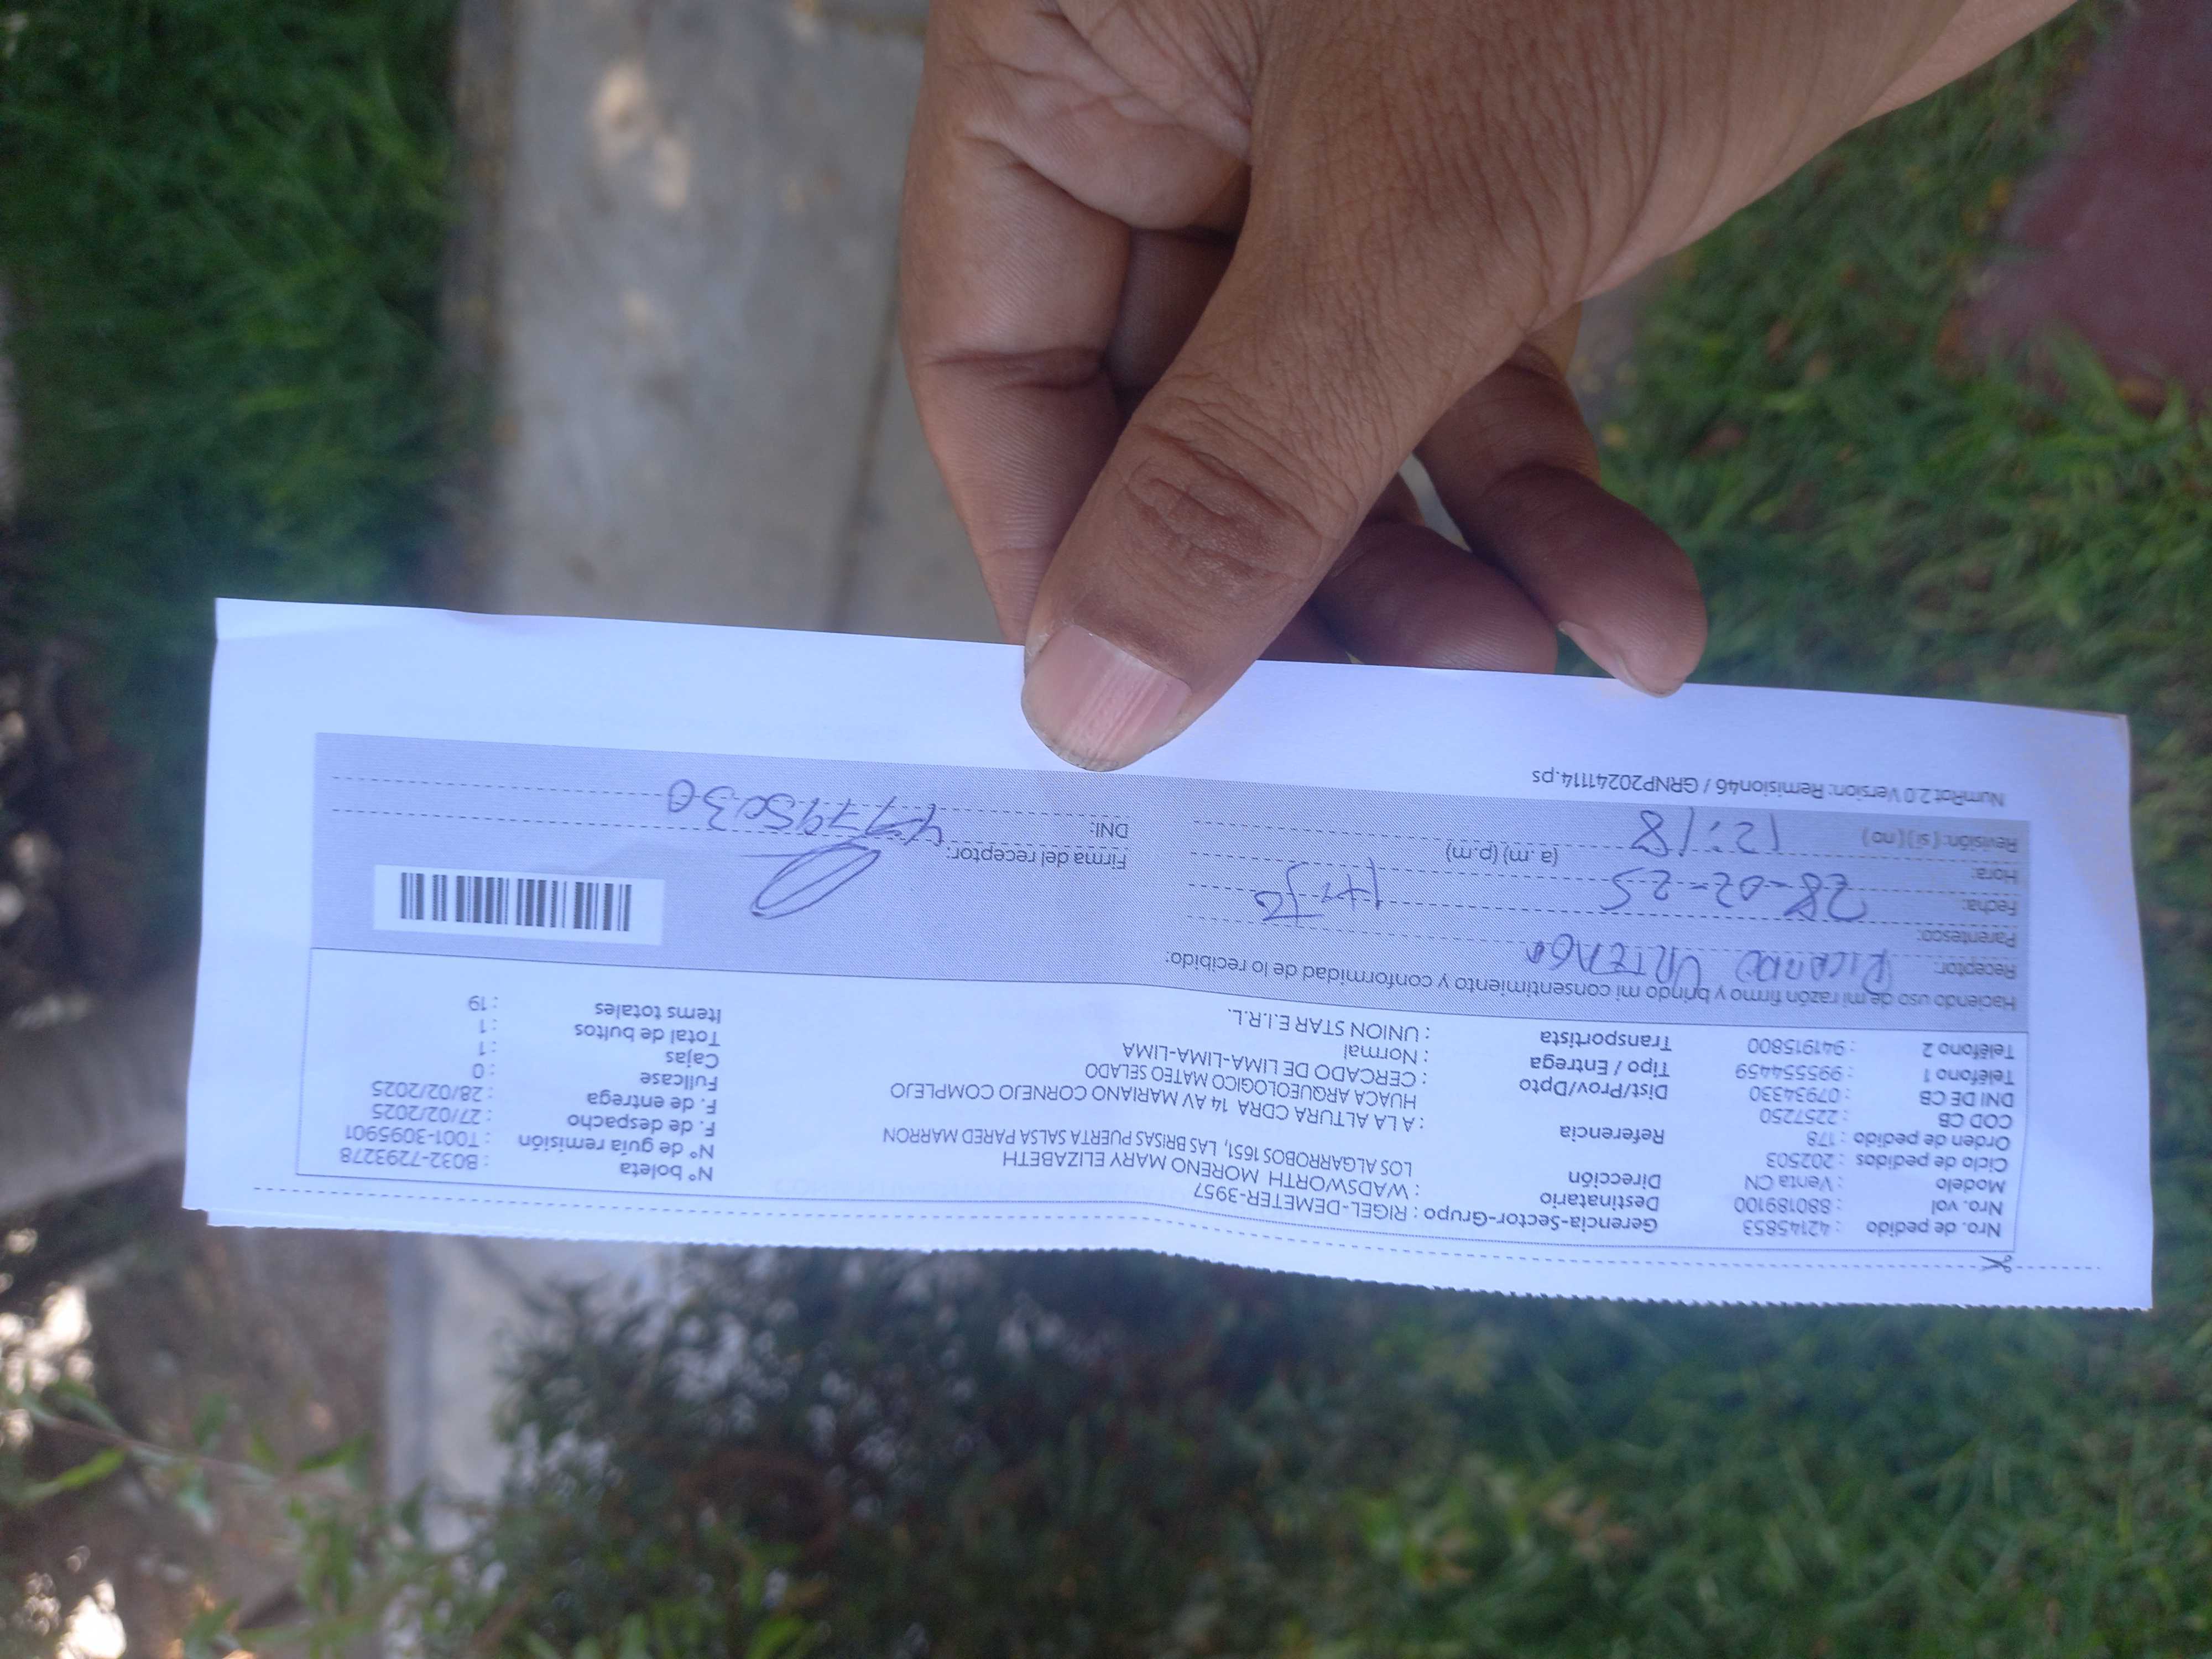 Nro. de pedido : 42145853
Nro. vol : 880189100
Modelo : Venta CN
Ciclo de pedidos : 202503
Orden de pedido : 178
COD CB : 2257250
DNI DE CB : 07934330
Teléfono 1 : 995554459
Teléfono 2 : 941915800
Gerencia-Sector-Grupo : RIGEL-DEMETER-3957
Destinatario : WADSWORTH MORENO MARY ELIZABETH
Dirección LOS ALGARROBOS 1651, LAS BRISAS PUERTA SALSA PARED MARRON
Referencia : A LA ALTURA CDRA 14 AV MARIANO CORNEJO COMPLEJO
HUACA ARQUEOLOGICO MATEO SELADO
Dist/Prov/Dpto : CERCADO DE LIMA-LIMA-LIMA
Tipo / Entrega : Normal
Transportista : UNION STAR E.I.R.L.
N° boleta : B032-7293278
N° de guía remisión : T001-3095901
F. de despacho : 27/02/2025
F. de entrega : 28/02/2025
Fullcase : 0
Cajas : 1
Total de bultos : 1
Items totales : 19
Haciendo uso de mi razón firmo y brindo mi consentimiento y conformidad de lo recibido:
Receptor: RICARDO URTEAGA
Parentesco:
Fecha: 28-02-25
Hora: 12:18 (a .m) (p.m)
Revisión: ( si ) ( no )
Firma del receptor:
DNI: 47795030
NumRot 2.0 Version: Remision46 / GRNP20241114.ps